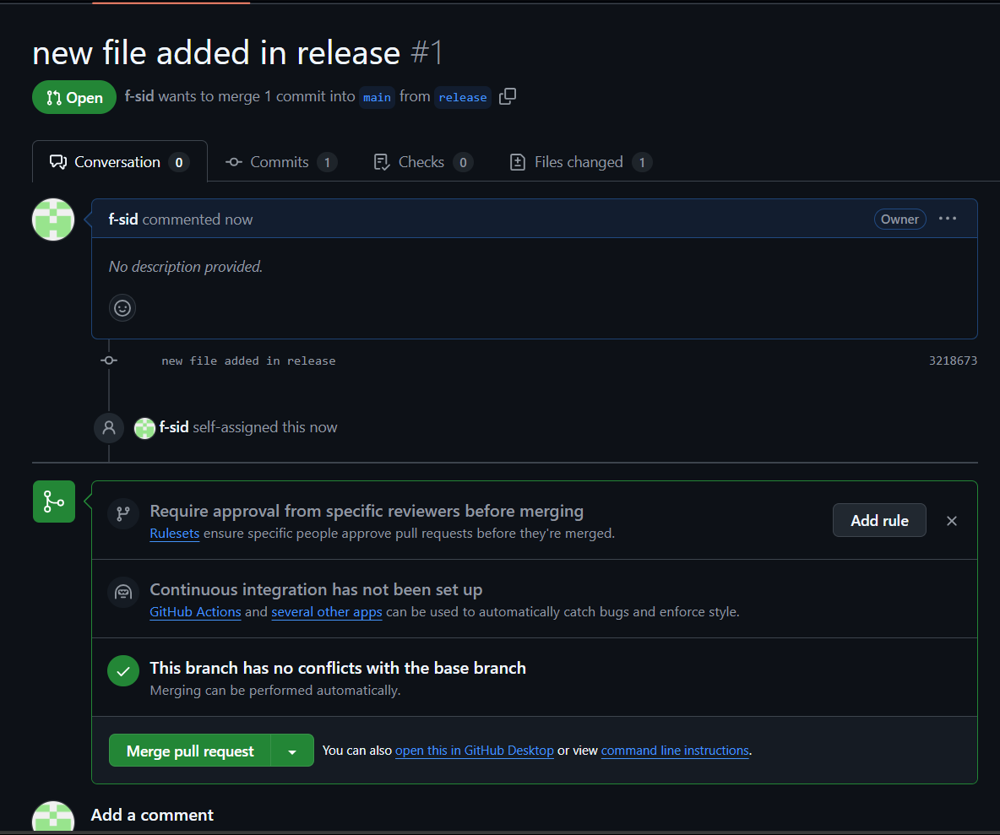 new file added in release #1
Open f-sid wants to merge 1 commit into main from release
Conversation 0 Commits 1 Checks 0 Files changed 1
f-sid commented now Owner
No description provided.
new file added in release 3218673
f-sid self-assigned this now
Require approval from specific reviewers before merging
Rulesets ensure specific people approve pull requests before they're merged.
Add rule
Continuous integration has not been set up
GitHub Actions and several other apps can be used to automatically catch bugs and enforce style.
This branch has no conflicts with the base branch
Merging can be performed automatically.
Merge pull request You can also open this in GitHub Desktop or view command line instructions.
Add a comment